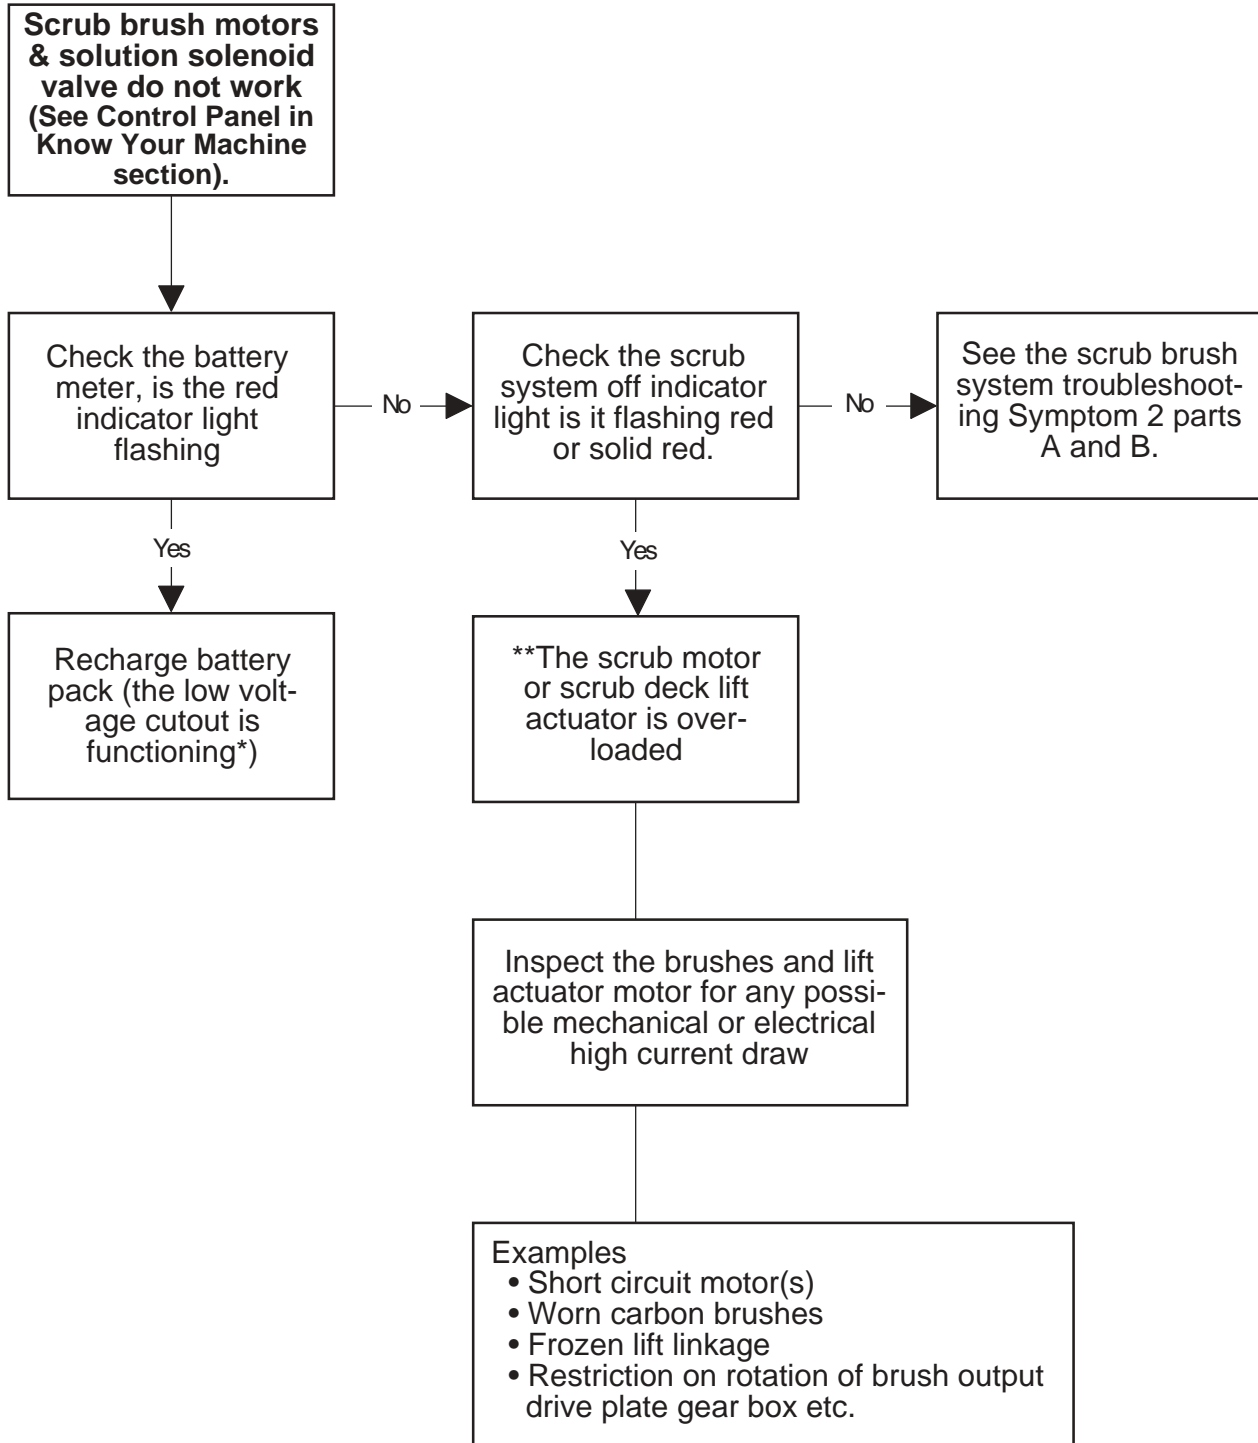 Scrub brush motors
& solution solenoid
valve do not work
(See Control Panel in
Know Your Machine
section).
Check the battery
meter, is the red
indicator light
flashing
No
Check the scrub
system off indicator
light is it flashing red
or solid red.
No
See the scrub brush
system troubleshoot-
ing Symptom 2 parts
A and B.
Yes
Yes
Recharge battery
pack (the low volt-
age cutout is
functioning*)
**The scrub motor
or scrub deck lift
actuator is over-
loaded
Inspect the brushes and lift
actuator motor for any possi-
ble mechanical or electrical
high current draw
Examples
• Short circuit motor(s)
• Worn carbon brushes
• Frozen lift linkage
• Restriction on rotation of brush output
drive plate gear box etc.